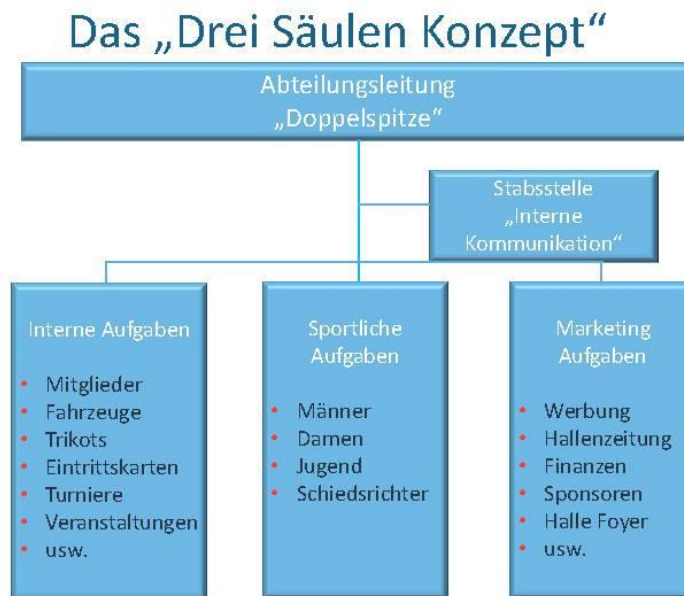 Das „Drei Säulen Konzept“
Abteilungsleitung
„Doppelspitze“
Stabsstelle
„Interne
Kommunikation“
Interne Aufgaben
• Mitglieder
• Fahrzeuge
• Trikots
• Eintrittskarten
• Turniere
• Veranstaltungen
• usw.
Sportliche
Aufgaben
• Männer
• Damen
• Jugend
• Schiedsrichter
Marketing
Aufgaben
• Werbung
• Hallenzeitung
• Finanzen
• Sponsoren
• Halle Foyer
• usw.